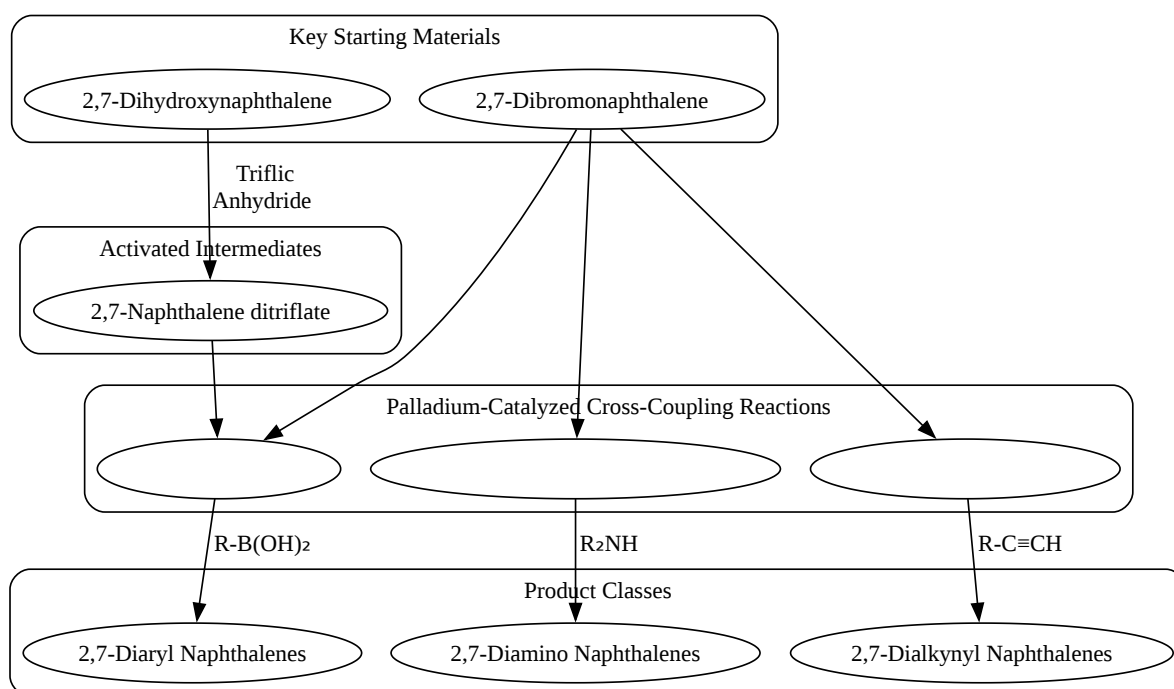 Key Starting Materials
2,7-Dihydroxynaphthalene
2,7-Dibromonaphthalene
Triflic
Anhydride
Activated Intermediates
2,7-Naphthalene ditriflate
Palladium-Catalyzed Cross-Coupling Reactions
R-B(OH)₂
R₂NH
R-C≡CH
Product Classes
2,7-Diaryl Naphthalenes
2,7-Diamino Naphthalenes
2,7-Dialkynyl Naphthalenes